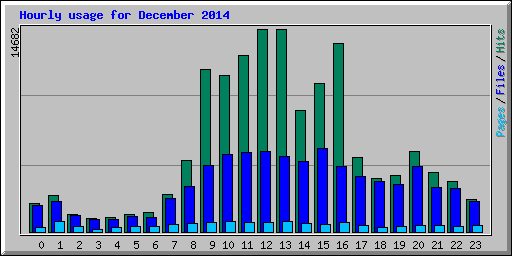 Hourly usage for December 2014
14682
Pages / Files / Hits
0 1 2 3 4 5 6 7 8 9 10 11 12 13 14 15 16 17 18 19 20 21 22 23